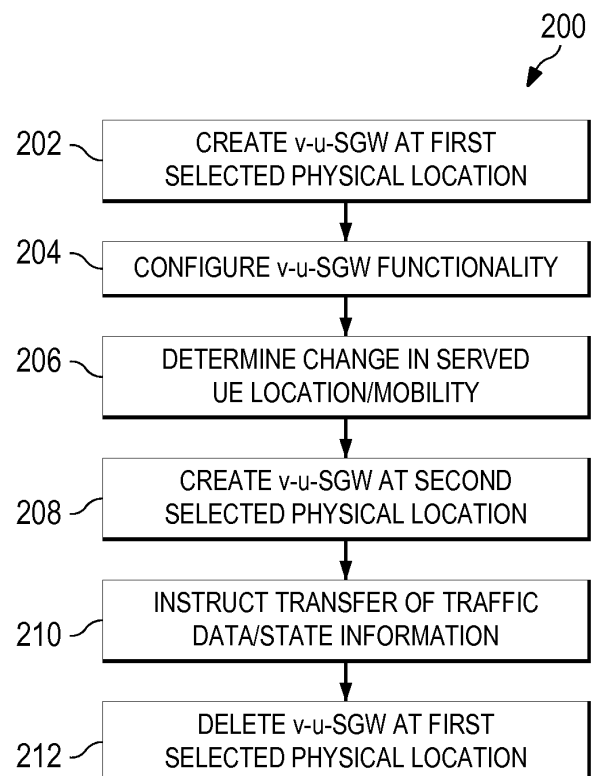 200
202
CREATE v-u-SGW AT FIRST
SELECTED PHYSICAL LOCATION
204
CONFIGURE v-u-SGW FUNCTIONALITY
206
DETERMINE CHANGE IN SERVED
UE LOCATION/MOBILITY
208
CREATE v-u-SGW AT SECOND
SELECTED PHYSICAL LOCATION
210
INSTRUCT TRANSFER OF TRAFFIC
DATA/STATE INFORMATION
212
DELETE v-u-SGW AT FIRST
SELECTED PHYSICAL LOCATION